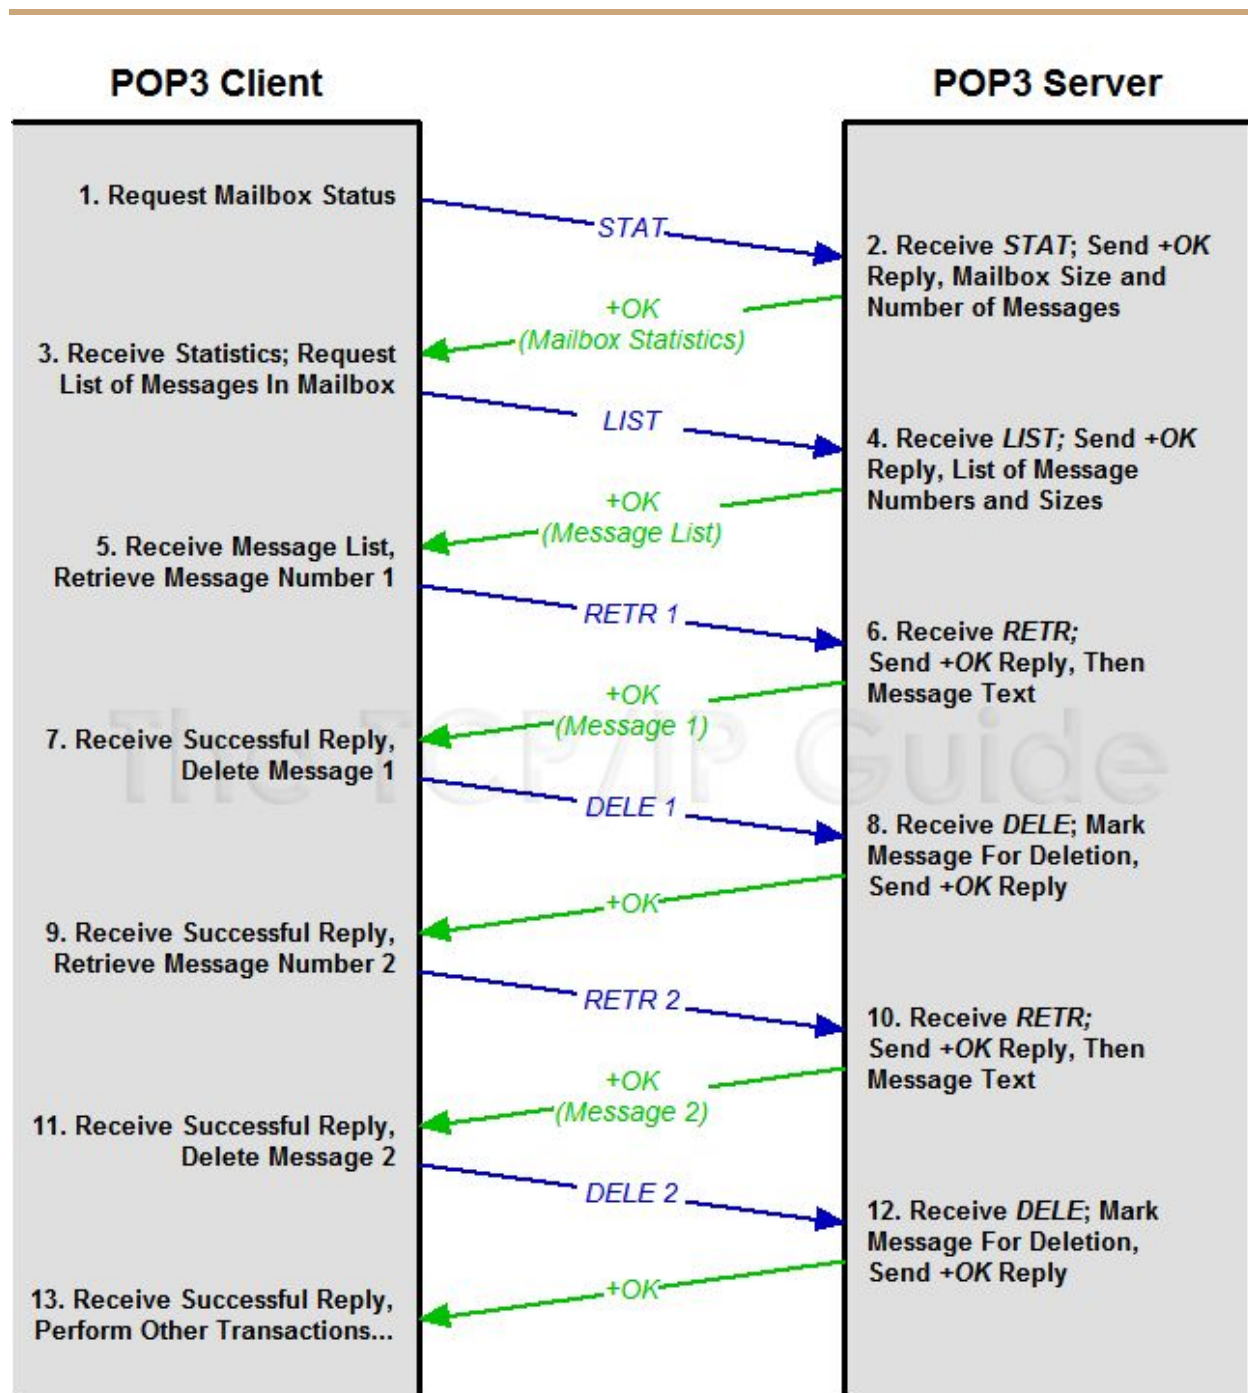 POP3 Client
POP3 Server
1. Request Mailbox Status
STAT
2. Receive STAT; Send +OK
Reply, Mailbox Size and
Number of Messages
+OK
(Mailbox Statistics)
3. Receive Statistics; Request
List of Messages In Mailbox
LIST
4. Receive LIST; Send +OK
Reply, List of Message
Numbers and Sizes
+OK
(Message List)
5. Receive Message List,
Retrieve Message Number 1
RETR 1
6. Receive RETR;
Send +OK Reply, Then
Message Text
+OK
(Message 1)
The TCP/IP Guide
7. Receive Successful Reply,
Delete Message 1
DELE 1
8. Receive DELE; Mark
Message For Deletion,
Send +OK Reply
+OK
9. Receive Successful Reply,
Retrieve Message Number 2
RETR 2
10. Receive RETR;
Send +OK Reply, Then
Message Text
+OK
(Message 2)
11. Receive Successful Reply,
Delete Message 2
DELE 2
12. Receive DELE; Mark
Message For Deletion,
Send +OK Reply
+OK
13. Receive Successful Reply,
Perform Other Transactions...